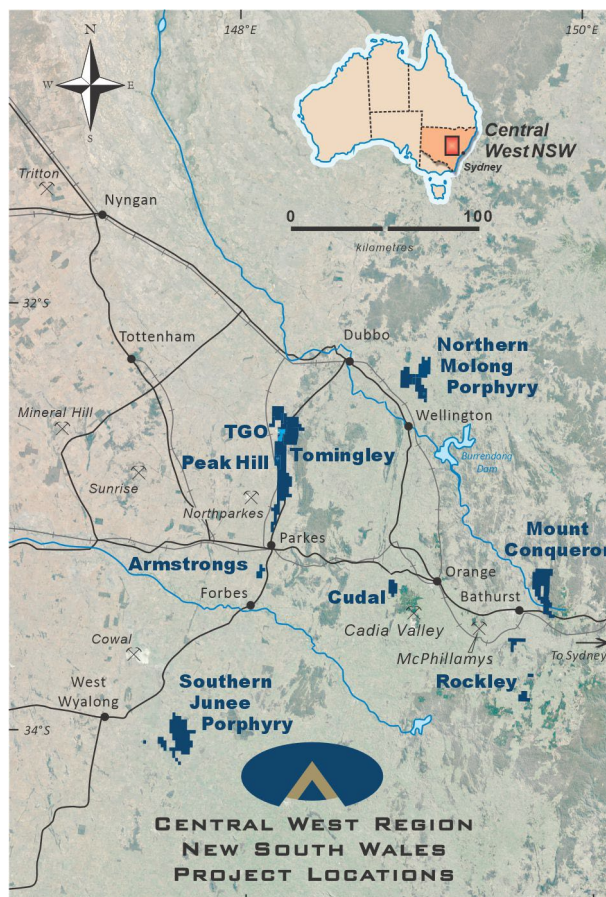 148°E
150°E
N
W
E
S
Central
West NSW
Sydney
0
100
kilometres
Tritton
Nyngan
32°S
Tottenham
Dubbo
Northern
Molong
Porphyry
Mineral Hill
Wellington
TGO
Tomingley
Peak Hill
Burrendong
Dam
Sunrise
Northparkes
Parkes
Mount
Conqueror
Armstrongs
Orange
Forbes
Cudal
Bathurst
Cadia Valley
Cowal
McPhillamys
To Sydney
West
Wyalong
Southern
Junee
Porphyry
Rockley
34°S
CENTRAL WEST REGION
NEW SOUTH WALES
PROJECT LOCATIONS